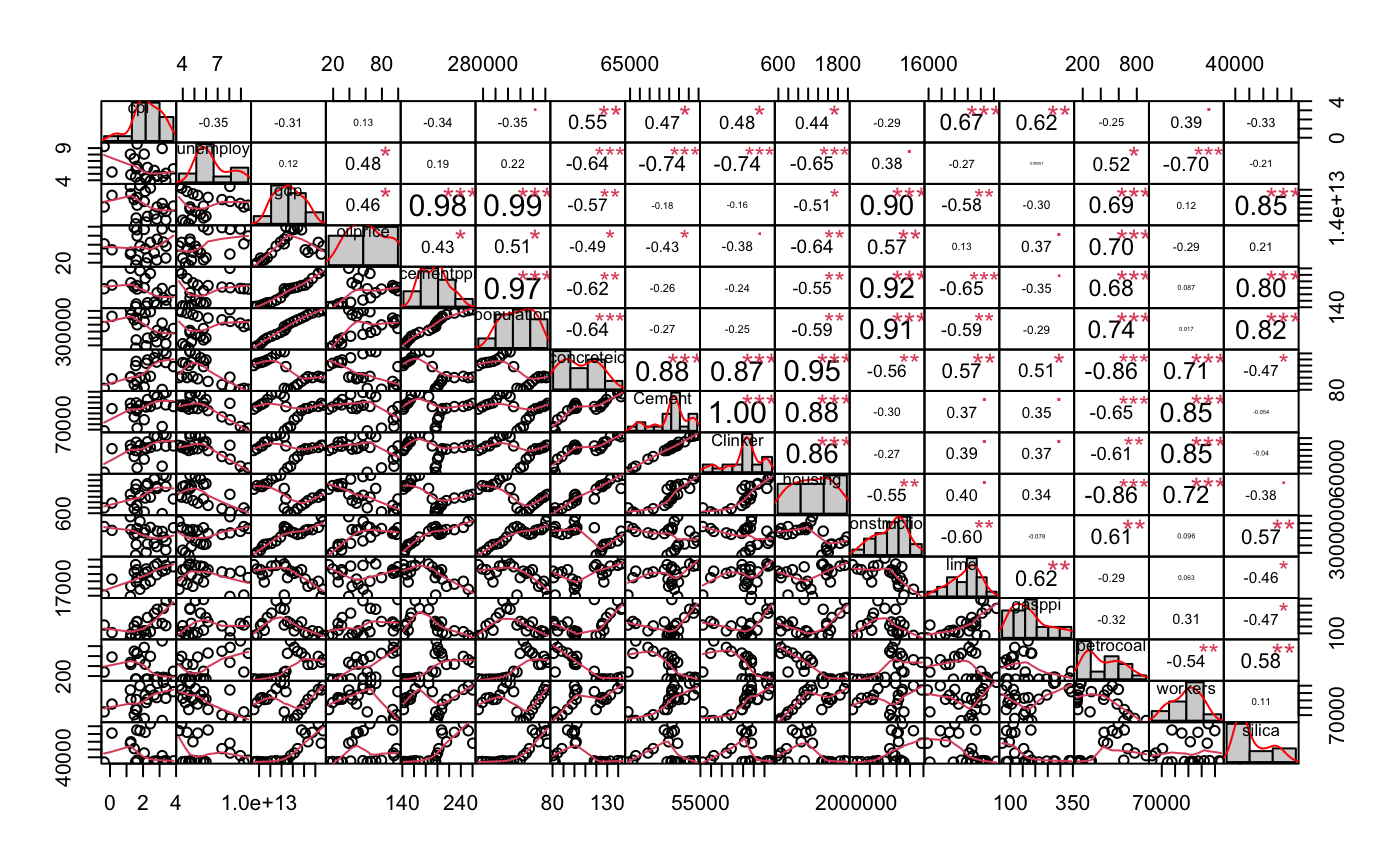 4 7 20 80 280000 65000 600 1800 16000 200 800 40000
cpi -0.35 -0.31 0.13 -0.34 -0.35 . 0.55 ** 0.47 * 0.48 * 0.44 * -0.29 0.67 *** 0.62 ** -0.25 0.39 . -0.33 0 4
4 9 unemploy 0.12 0.48 * 0.19 0.22 -0.64 *** -0.74 *** -0.74 *** -0.65 *** 0.38 . -0.27 0.52 * -0.70 *** -0.21
gdp 0.46 * 0.98 *** 0.99 *** -0.57 ** -0.18 -0.16 -0.51 * 0.90 *** -0.58 ** -0.30 0.69 *** 0.12 0.85 *** 1.4e+13
20 oilprice 0.43 * 0.51 * -0.49 * -0.43 * -0.38 . -0.64 ** 0.57 ** 0.13 0.37 . 0.70 *** -0.29 0.21
cementppi 0.97 *** -0.62 ** -0.26 -0.24 -0.55 ** 0.92 *** -0.65 *** -0.35 . 0.68 *** 0.087 0.80 *** 140
300000 population -0.64 *** -0.27 -0.25 -0.59 ** 0.91 *** -0.59 ** -0.29 0.74 *** 0.017 0.82 ***
concreteid 0.88 *** 0.87 *** 0.95 *** -0.56 ** 0.57 ** 0.51 * -0.86 *** 0.71 *** -0.47 * 80
70000 Cement 1.00 *** 0.88 *** -0.30 0.37 . 0.35 . -0.65 *** 0.85 *** -0.054
Clinker 0.86 *** -0.27 0.39 . 0.37 . -0.61 ** 0.85 *** -0.04 60000
600 housing -0.55 ** 0.40 . 0.34 -0.86 *** 0.72 *** -0.38 .
onstructio -0.60 ** -0.078 0.61 ** 0.096 0.57 ** 3000000
17000 lime 0.62 ** -0.29 0.063 -0.46 *
gasppi -0.32 0.31 -0.47 * 100
200 petrocoal -0.54 ** 0.58 **
workers 0.11 70000
40000 silica
0 2 4 1.0e+13 140 240 80 130 55000 2000000 100 350 70000